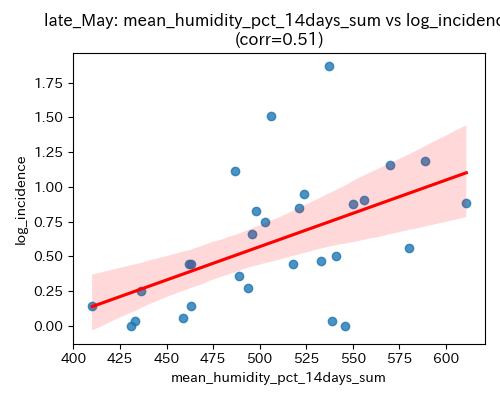 late_May: mean_humidity_pct_14days_sum vs log_incidenc
(corr=0.51)
1.75
1.50
1.25
1.00
0.75
0.50
0.25
0.00
log_incidence
400 425 450 475 500 525 550 575 600
mean_humidity_pct_14days_sum